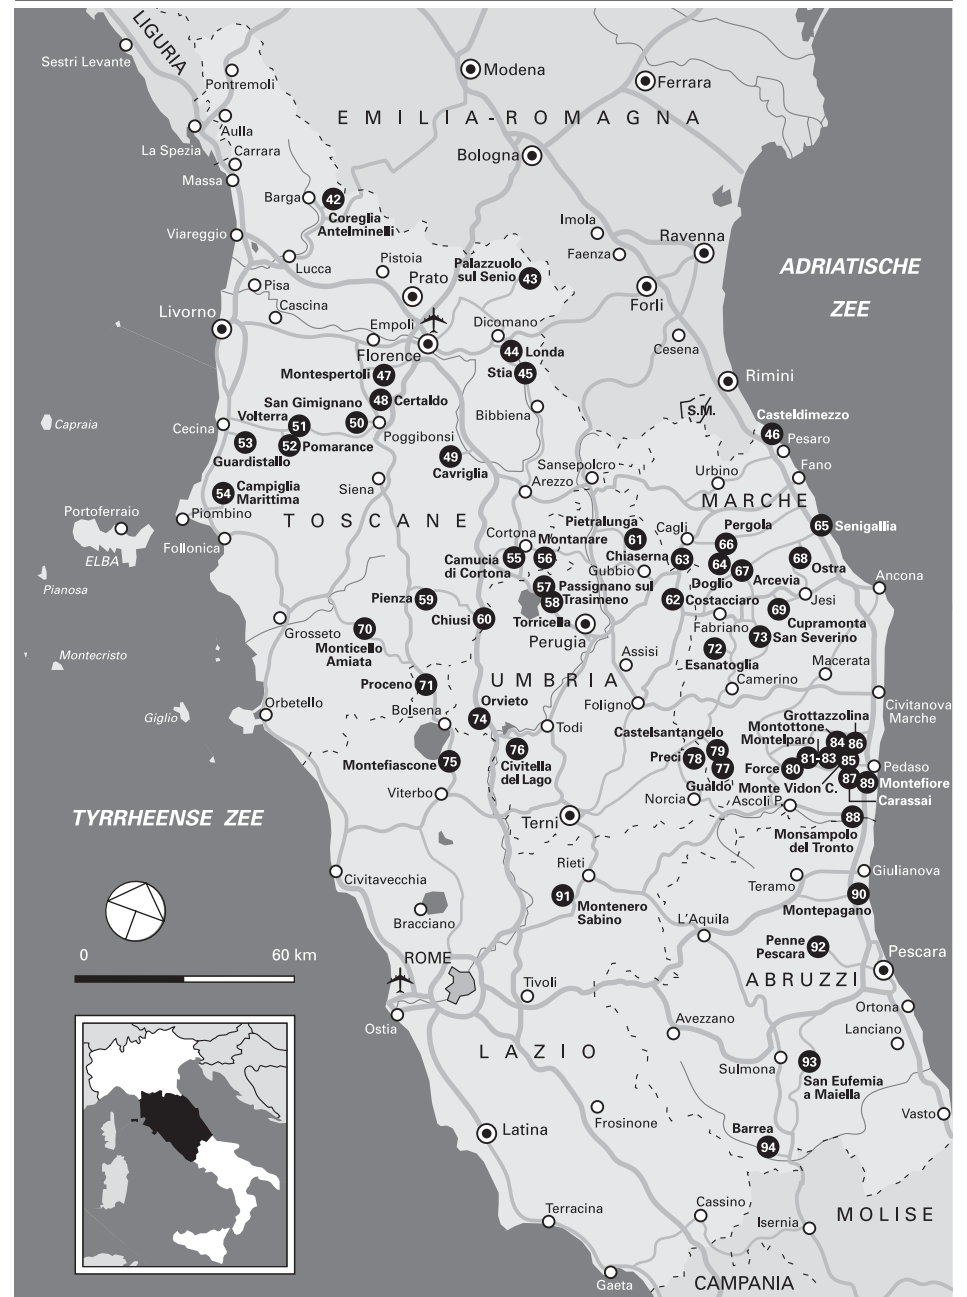 LIGURIA
Sestri Levante
Pontremoli
Modena
Ferrara
EMILIA-ROMAGNA
Aulla
La Spezia
Carrara
Massa
Bologna
Barga
42
Coreglia
Antelminelli
Imola
Viareggio
Faenza
Ravenna
Lucca
Pistoia
Palazzuolo
sul Senio
43
ADRIATISCHE
ZEE
Pisa
Prato
Forli
Livorno
Cascina
Empoli
Dicomano
Florence
44
Londa
Cesena
Montespertoli
47
Stia
45
Rimini
San Gimignano
48
Certaldo
Bibbiena
S.M.
Casteldimezzo
46
Capraia
Cecina
Volterra
51
50
Poggibonsi
Pesaro
53
52
Pomarance
Guardistallo
49
Cavriglia
Sansepolcro
Urbino
Fano
54
Campiglia
Marittima
Siena
Arezzo
MARCHE
Portoferraio
Piombino
TOSCANE
Pietralunga
Cagli
Pergola
65
Senigallia
ELBA
Follonica
Cortona
Montanare
61
66
Camucia
di Cortona
55
56
Chiaserna
63
64
68
Ostra
Gubbio
Doglio
67
Arcevia
Ancona
Pianosa
Pienza
59
57
Passignano sul
Trasimeno
58
62
Costacciaro
Jesi
Chiusi
60
Torricella
69
Cupramonta
Grosseto
70
Monticello
Amiata
Perugia
Fabriano
73
San Severino
Montecristo
Assisi
72
Esanatoglia
Macerata
Proceno
71
UMBRIA
Camerino
Giglio
Orbetello
Bolsena
Orvieto
74
Foligno
Civitanova
Marche
Todi
Castelsantangelo
Grottazzolina
Montottone
Montelparo
84
86
76
Civitella
del Lago
79
81-83
85
Montefiascone
75
Preci
78
77
Gualdo
Force
80
Pedaso
Monte Vidon C.
87
89
Montefiore
Viterbo
Norcia
Ascoli P.
Carassai
TYRRHEENSE ZEE
Terni
88
Monsampolo
del Tronto
Rieti
Teramo
Giulianova
Civitavecchia
91
Montenero
Sabino
90
Montepagano
Bracciano
L'Aquila
Penne
Pescara
92
0
60 km
ROME
Pescara
ABRUZZI
Tivoli
Ostia
Avezzano
Ortona
Lanciano
LAZIO
Sulmona
93
San Eufemia
a Maiella
Frosinone
Vasto
Latina
Barrea
94
Terracina
Cassino
Isernia
MOLISE
Gaeta
CAMPANIA